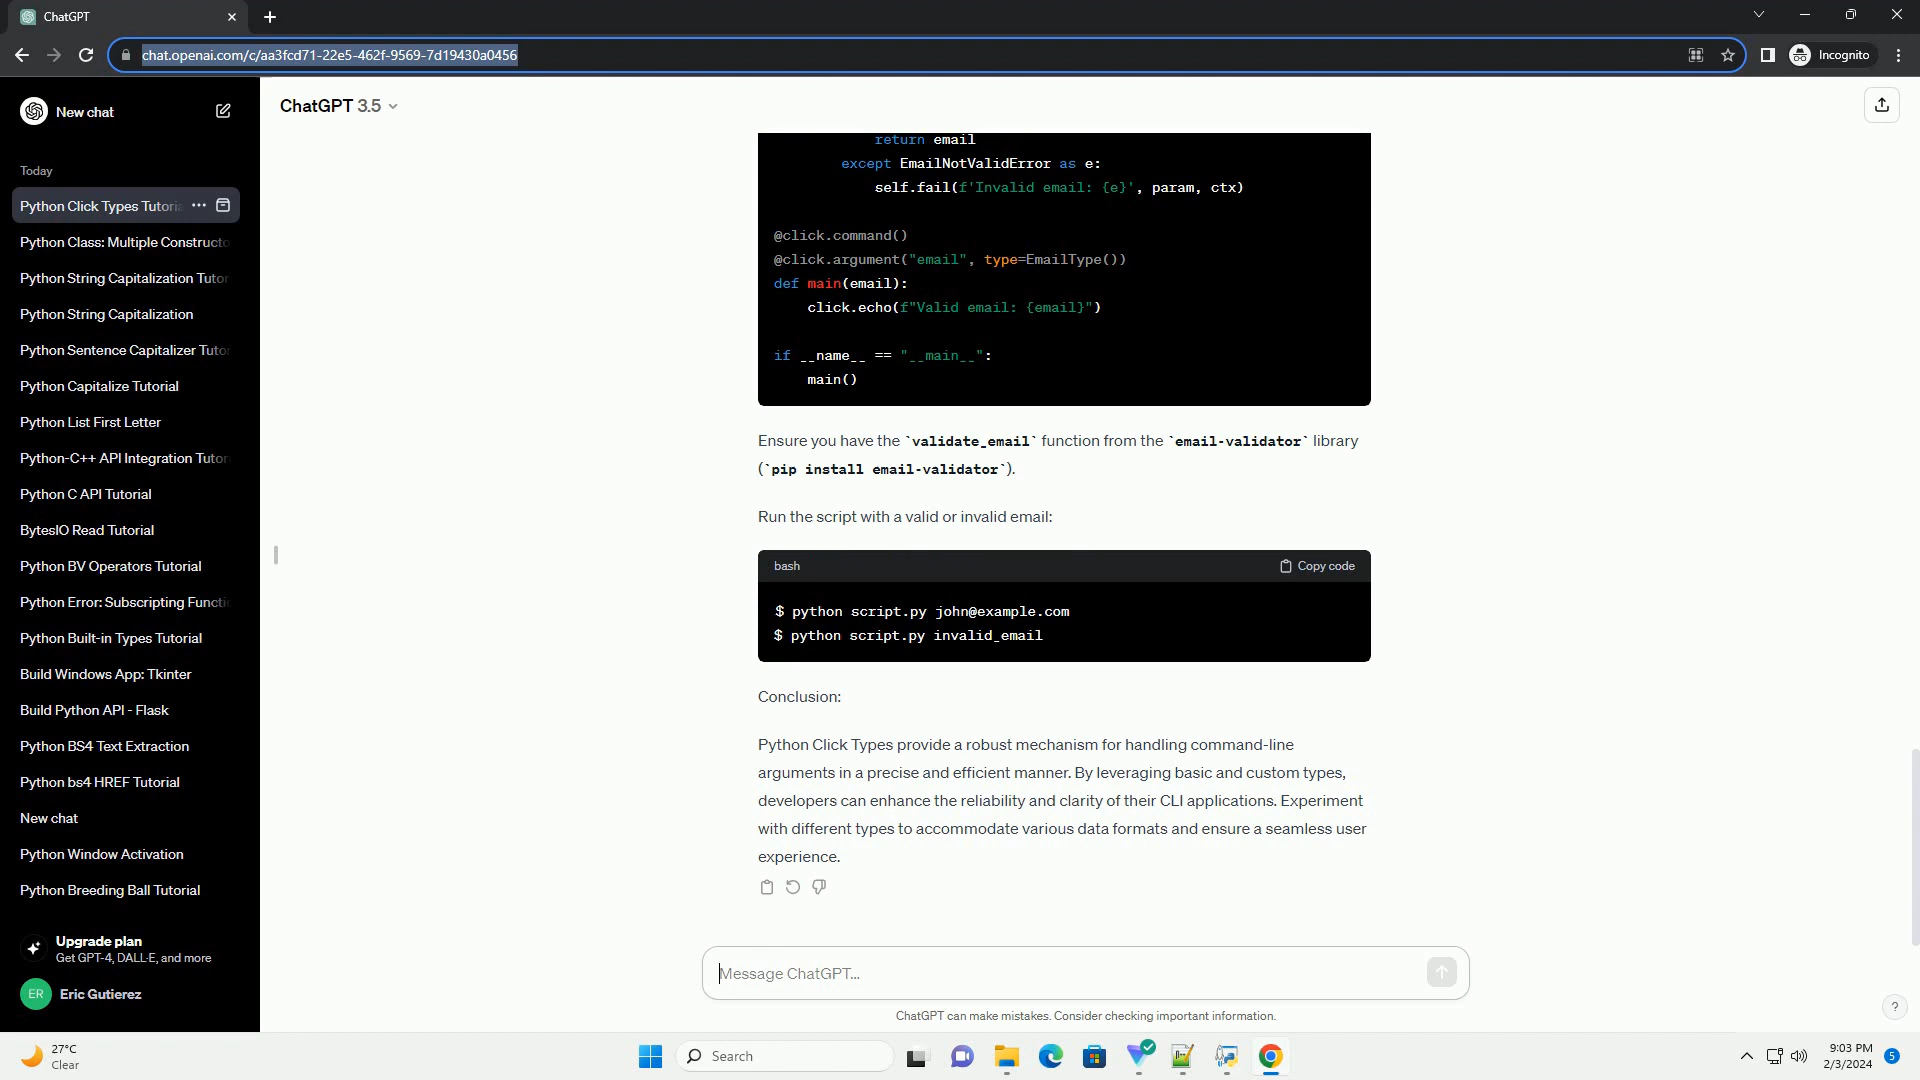 ChatGPT
chat.openai.com/c/aa3fcd71-22e5-462f-9569-7d19430a0456
Incognito
New chat
ChatGPT 3.5
Today
Python Click Types Tutoria
Python Class: Multiple Constructo
Python String Capitalization Tutor
Python String Capitalization
Python Sentence Capitalizer Tuto
Python Capitalize Tutorial
Python List First Letter
Python-C++ API Integration Tutor
Python C API Tutorial
BytesIO Read Tutorial
Python BV Operators Tutorial
Python Error: Subscripting Functi
Python Built-in Types Tutorial
Build Windows App: Tkinter
Build Python API - Flask
Python BS4 Text Extraction
Python bs4 HREF Tutorial
New chat
Python Window Activation
Python Breeding Ball Tutorial
Upgrade plan
Get GPT-4, DALL·E, and more
ER
Eric Gutierez
return email
except EmailNotValidError as e:
self.fail(f'Invalid email: {e}', param, ctx)
@click.command()
@click.argument("email", type=EmailType())
def main(email):
click.echo(f"Valid email: {email}")
if __name__ == "__main__":
main()
Ensure you have the `validate_email` function from the `email-validator` library
(`pip install email-validator`).
Run the script with a valid or invalid email:
bash
Copy code
$ python script.py john@example.com
$ python script.py invalid_email
Conclusion:
Python Click Types provide a robust mechanism for handling command-line
arguments in a precise and efficient manner. By leveraging basic and custom types,
developers can enhance the reliability and clarity of their CLI applications. Experiment
with different types to accommodate various data formats and ensure a seamless user
experience.
Message ChatGPT...
ChatGPT can make mistakes. Consider checking important information.
?
27°C
Clear
Search
9:03 PM
2/3/2024
5